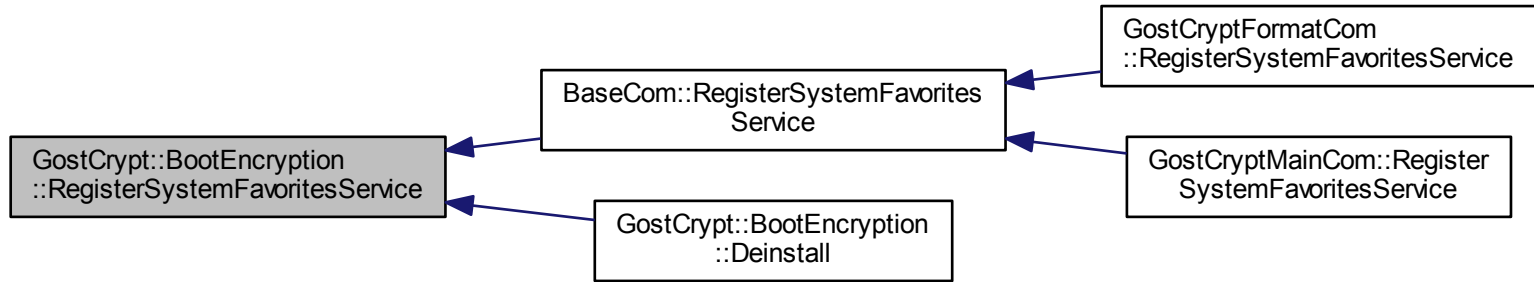 GostCrypt::BootEncryption
::RegisterSystemFavoritesService
BaseCom::RegisterSystemFavorites
Service
GostCrypt::BootEncryption
::Deinstall
GostCryptFormatCom
::RegisterSystemFavoritesService
GostCryptMainCom::Register
SystemFavoritesService